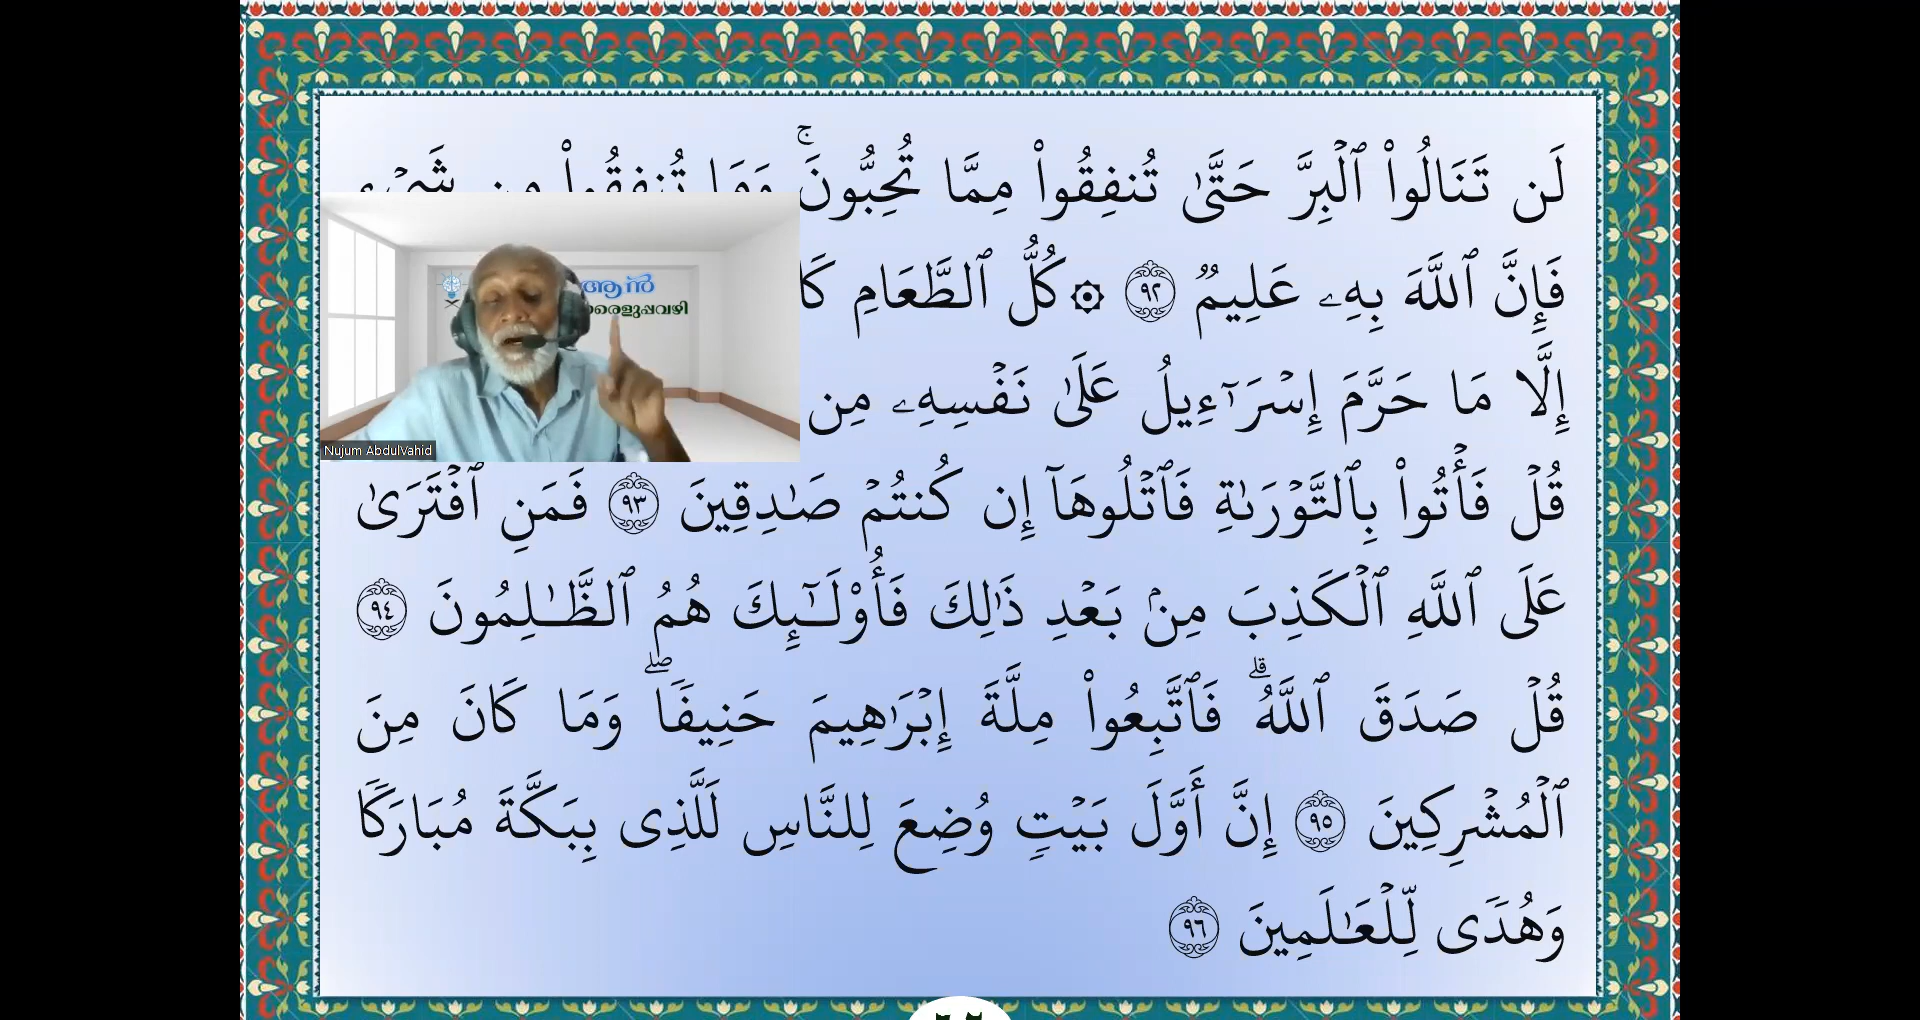 لَن تَنَالُوا۟ ٱلْبِرَّ حَتَّىٰ تُنفِقُوا۟ مِمَّا تُحِبُّونَ ۚ وَمَا تُنفِقُوا۟ مِن شَىْءٍ
فَإِنَّ ٱللَّهَ بِهِۦ عَلِيمٌ ٩٢ ۞ كُلُّ ٱلطَّعَامِ
إِلَّا مَا حَرَّمَ إِسْرَٰٓءِيلُ عَلَىٰ نَفْسِهِۦ مِن
قُلْ فَأْتُوا۟ بِٱلتَّوْرَىٰةِ فَٱتْلُوهَآ إِن كُنتُمْ صَـٰدِقِينَ ٩٣ فَمَنِ ٱفْتَرَىٰ
عَلَى ٱللَّهِ ٱلْكَذِبَ مِنۢ بَعْدِ ذَٰلِكَ فَأُو۟لَـٰٓئِكَ هُمُ ٱلظَّـٰلِمُونَ ٩٤
قُلْ صَدَقَ ٱللَّهُ ۗ فَٱتَّبِعُوا۟ مِلَّةَ إِبْرَٰهِيمَ حَنِيفًا ۖ وَمَا كَانَ مِنَ
ٱلْمُشْرِكِينَ ٩٥ إِنَّ أَوَّلَ بَيْتٍ وُضِعَ لِلنَّاسِ لَلَّذِى بِبَكَّةَ مُبَارَكًا
وَهُدًى لِّلْعَـٰلَمِينَ ٩٦
Nujum AbdulVahid